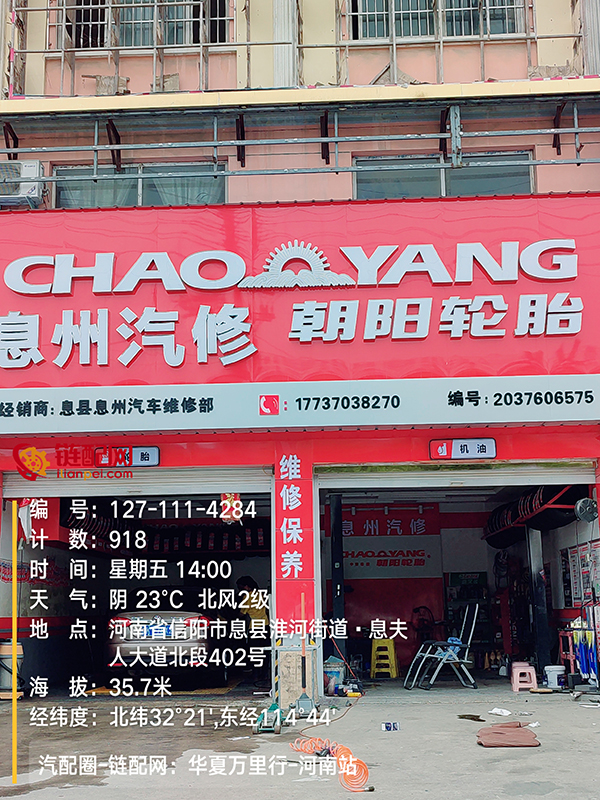 CHAO YANG
息州汽修 朝阳轮胎
经销商:息县息州汽车维修部 :17737038270 编号:2037606575
链配网
Lianpei.com
胎
机油
维修保养
息州汽修
CHAO YANG
朝阳轮胎
编 号：127-111-4284
计 数：918
时 间：星期五 14:00
天 气：阴 23°C 北风2级
地 点：河南省信阳市息县淮河街道·息夫
人大道北段402号
海 拔：35.7米
经纬度：北纬32°21′,东经114°44′
汽配圈-链配网：华夏万里行-河南站